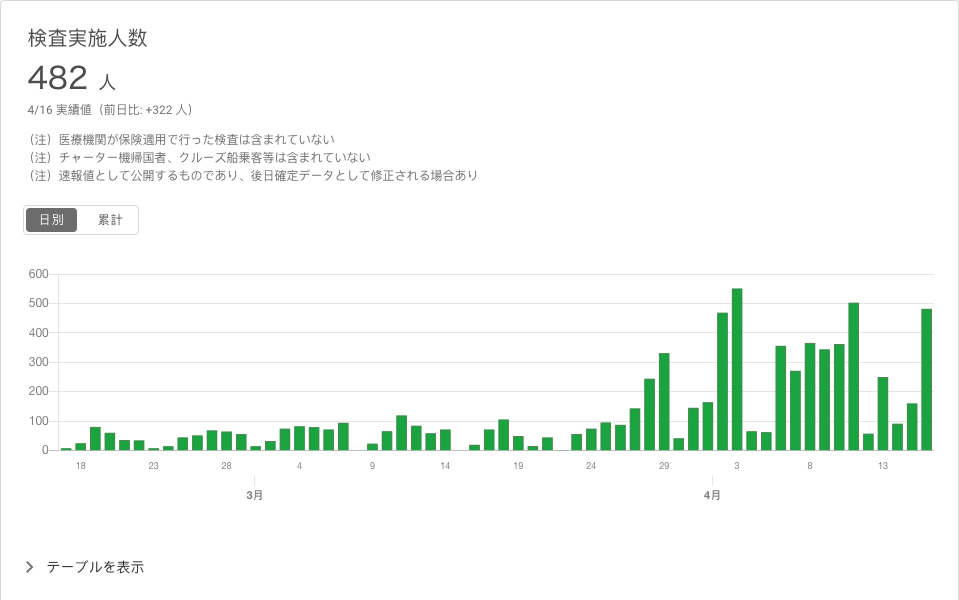 検査実施人数
482 人
4/16 実績値（前日比: +322 人）
（注）医療機関が保険適用で行った検査は含まれていない
（注）チャーター機帰国者、クルーズ船乗客等は含まれていない
（注）速報値として公開するものであり、後日確定データとして修正される場合あり
日別 累計
600
500
400
300
200
100
0
18 23 28 4 9 14 19 24 29 3 8 13
3月 4月
テーブルを表示